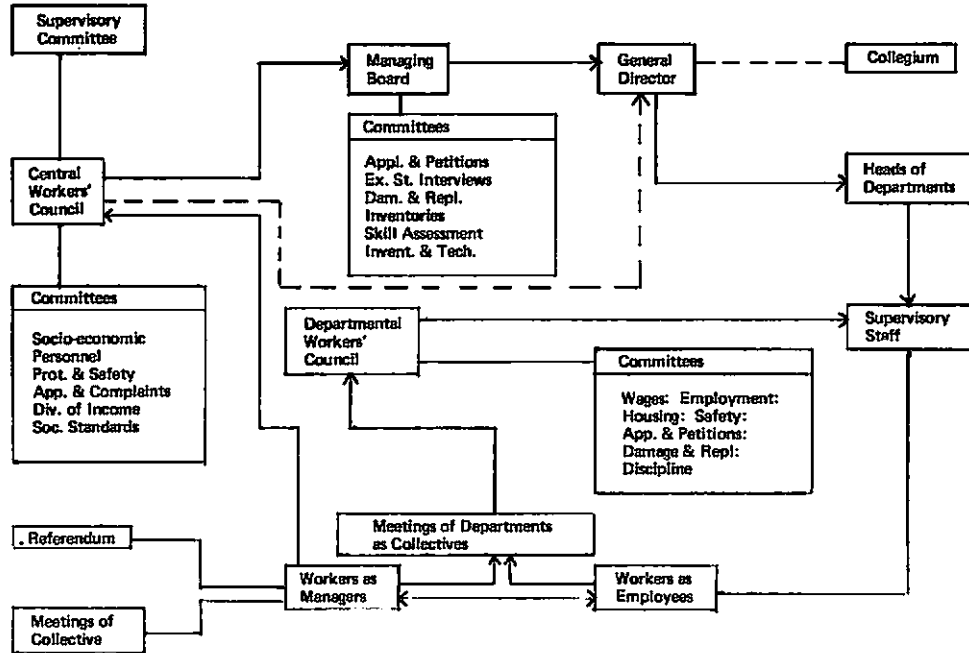 Supervisory
Committee
Managing
Board
General
Director
Collegium
Committees
Appl. & Petitions
Ex. St. Interviews
Dam. & Repl.
Inventories
Skill Assessment
Invent. & Tech.
Central
Workers'
Council
Heads of
Departments
Committees
Socio-economic
Personnel
Prot. & Safety
App. & Complaints
Div. of Income
Soc. Standards
Departmental
Workers'
Council
Supervisory
Staff
Committees
Wages: Employment:
Housing: Safety:
App. & Petitions:
Damage & Repl:
Discipline
Meetings of Departments
as Collectives
. Referendum
Workers as
Managers
Workers as
Employees
Meetings of
Collective